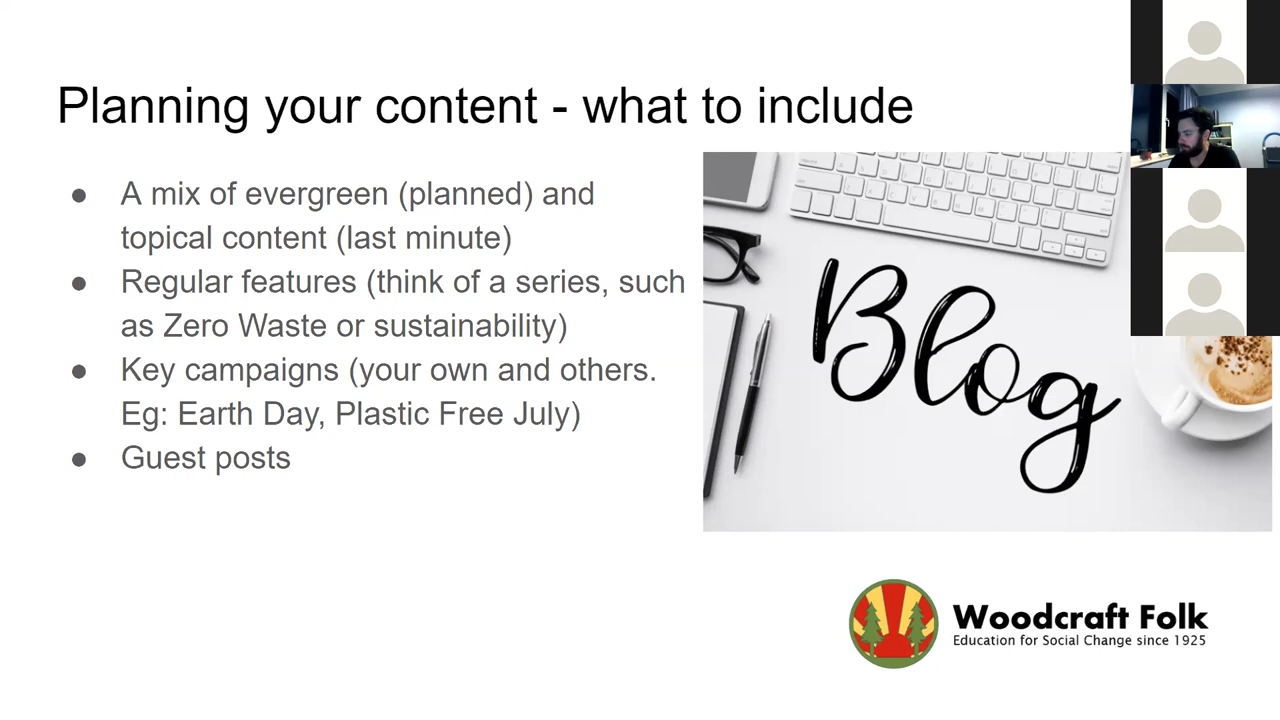 Planning your content - what to include
● A mix of evergreen (planned) and
topical content (last minute)
● Regular features (think of a series, such
as Zero Waste or sustainability)
● Key campaigns (your own and others.
Eg: Earth Day, Plastic Free July)
● Guest posts
Blog
Woodcraft Folk
Education for Social Change since 1925